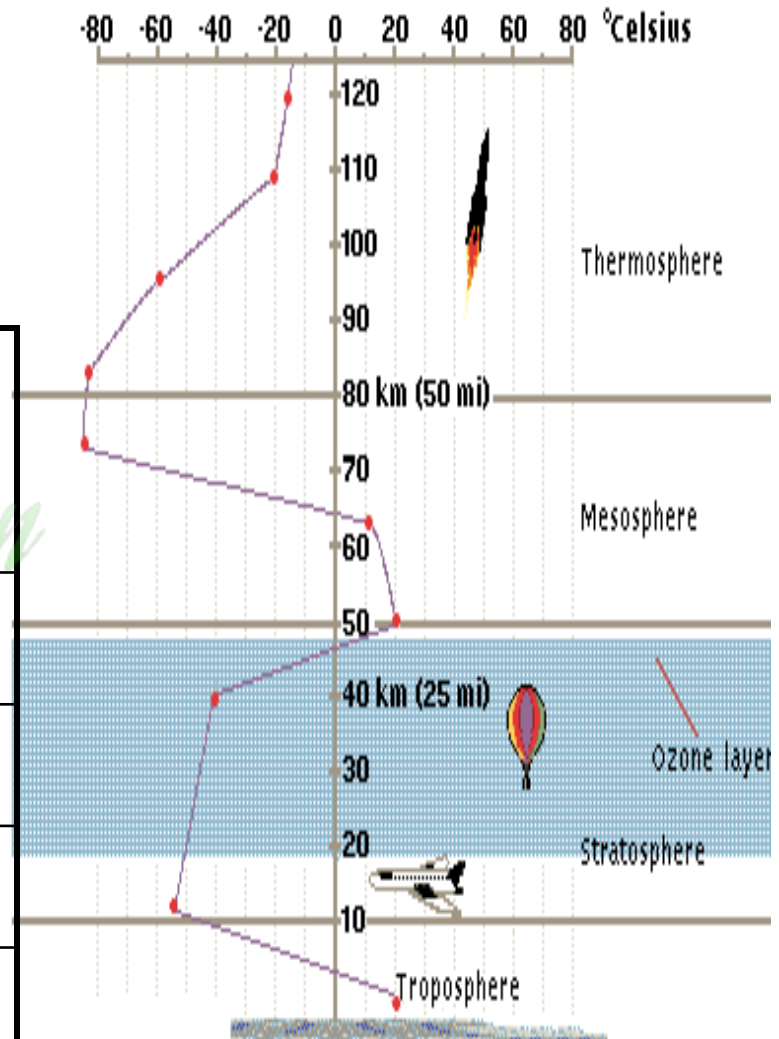 -80 -60 -40 -20 0 20 40 60 80 °Celsius
120
110
100
Thermosphere
90
80 km (50 mi)
70
Mesosphere
60
50
40 km (25 mi)
Ozone layer
30
20
Stratosphere
10
Troposphere